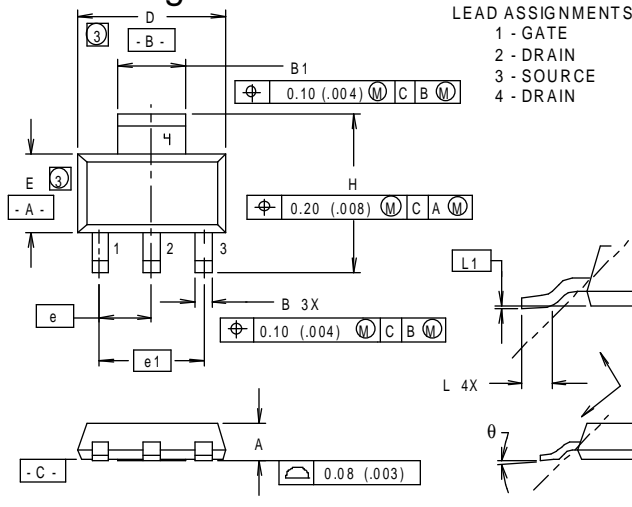 D
LEAD ASSIGNMENTS
1 - GATE
2 - DRAIN
3 - SOURCE
4 - DRAIN
3
- B -
B1
⌖ 0.10 (.004) Ⓜ C B Ⓜ
4
E 3
- A -
H
⌖ 0.20 (.008) Ⓜ C A Ⓜ
1 2 3
L1
e
B 3X
⌖ 0.10 (.004) Ⓜ C B Ⓜ
e1
L 4X
A
θ
- C -
⌓ 0.08 (.003)